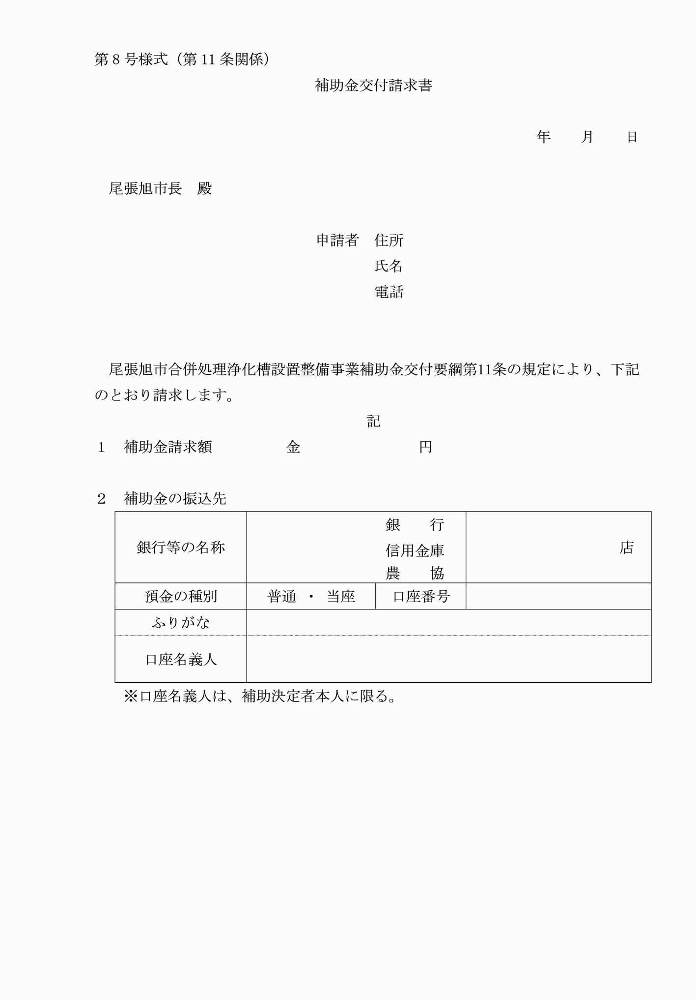 第 8 号様式（第 11 条関係）
補助金交付請求書
年　　月　　日
尾張旭市長　殿
申請者　住所
氏名
電話
尾張旭市合併処理浄化槽設置整備事業補助金交付要綱第11条の規定により、下記
のとおり請求します。
記
１　補助金請求額　　　　　金　　　　　　　　円
２　補助金の振込先
銀行等の名称
銀　　行
信用金庫
農　　協
店
預金の種別　普通　・　当座　口座番号
ふりがな
口座名義人
※口座名義人は、補助決定者本人に限る。